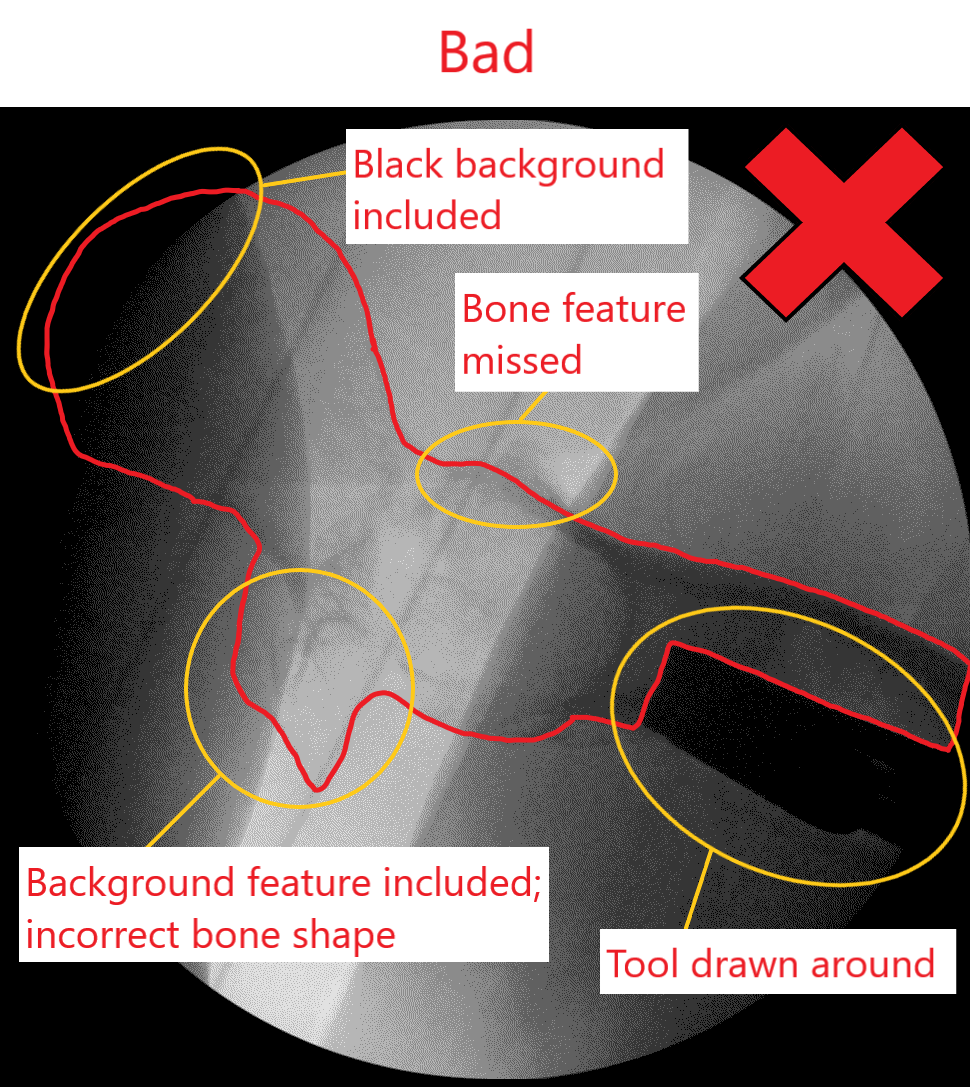 Bad
Black background
included
Bone feature
missed
Background feature included;
incorrect bone shape
Tool drawn around